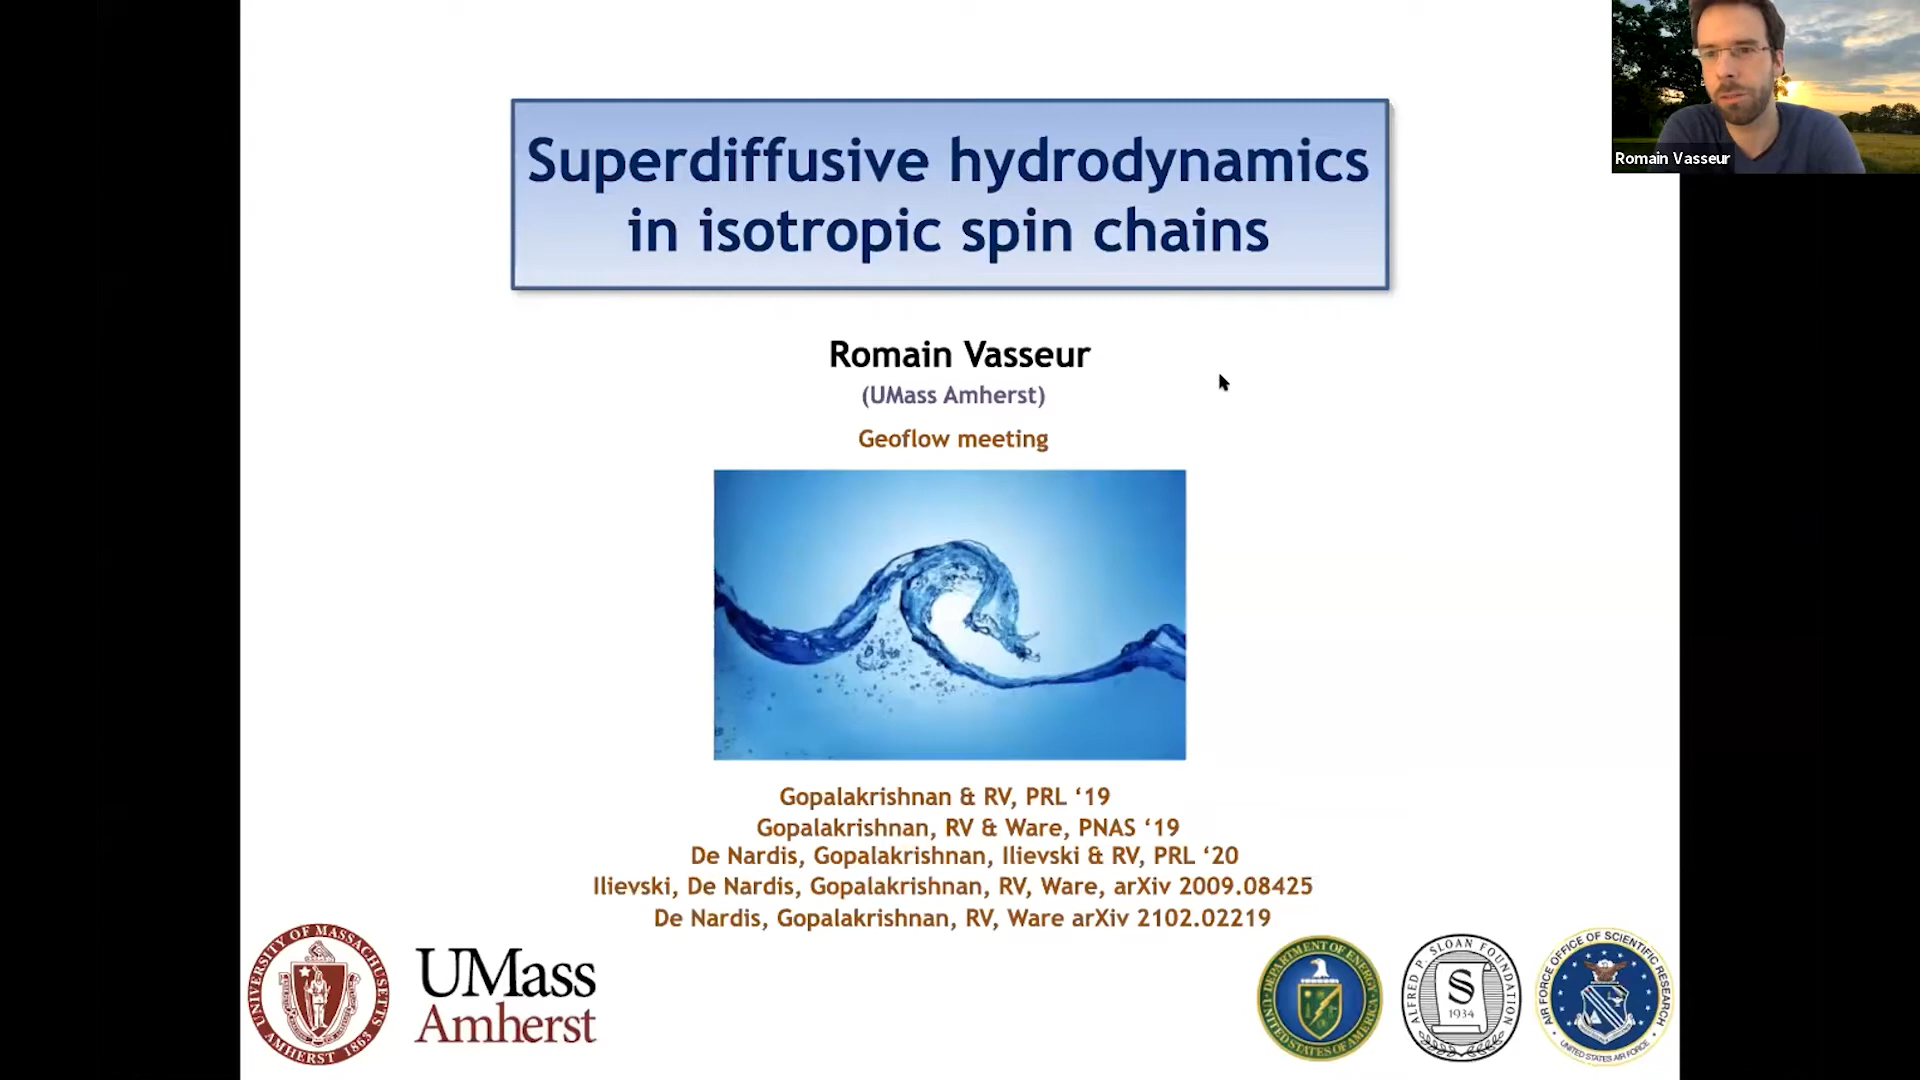 Superdiffusive hydrodynamics
in isotropic spin chains
Romain Vasseur
Romain Vasseur
(UMass Amherst)
Geoflow meeting
Gopalakrishnan & RV, PRL ‘19
Gopalakrishnan, RV & Ware, PNAS ‘19
De Nardis, Gopalakrishnan, Ilievski & RV, PRL ‘20
Ilievski, De Nardis, Gopalakrishnan, RV, Ware, arXiv 2009.08425
De Nardis, Gopalakrishnan, RV, Ware arXiv 2102.02219
UNIVERSITY OF MASSACHUSETTS
AMHERST 1863
UMass
Amherst
DEPARTMENT OF ENERGY
UNITED STATES OF AMERICA
ALFRED P. SLOAN FOUNDATION
S
1934
AIR FORCE OFFICE OF SCIENTIFIC RESEARCH
UNITED STATES AIR FORCE